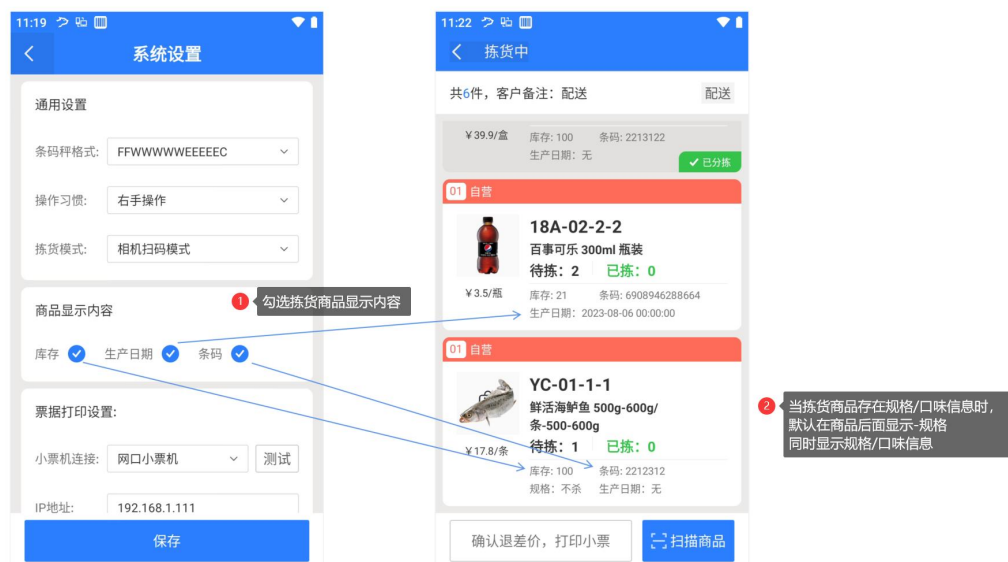 11:19
系统设置
通用设置
条码秤格式: FFWWWWWEEEEEC
操作习惯: 右手操作
拣货模式: 相机扫码模式
商品显示内容
1 勾选拣货商品显示内容
库存 生产日期 条码
票据打印设置:
小票机连接: 网口小票机 测试
IP地址: 192.168.1.111
保存
11:22
拣货中
共6件，客户备注：配送 配送
￥39.9/盒 库存: 100 条码: 2213122
生产日期：无
已分拣
01 自营
18A-02-2-2
百事可乐 300ml 瓶装
待拣：2 已拣：0
￥3.5/瓶 库存: 21 条码: 6908946288664
生产日期：2023-08-06 00:00:00
01 自营
YC-01-1-1
鲜活海鲈鱼 500g-600g/
条-500-600g
待拣：1 已拣：0
￥17.8/条 库存: 100 条码: 2212312
规格：不杀 生产日期：无
确认退差价，打印小票 扫描商品
2 当拣货商品存在规格/口味信息时，
默认在商品后面显示-规格
同时显示规格/口味信息